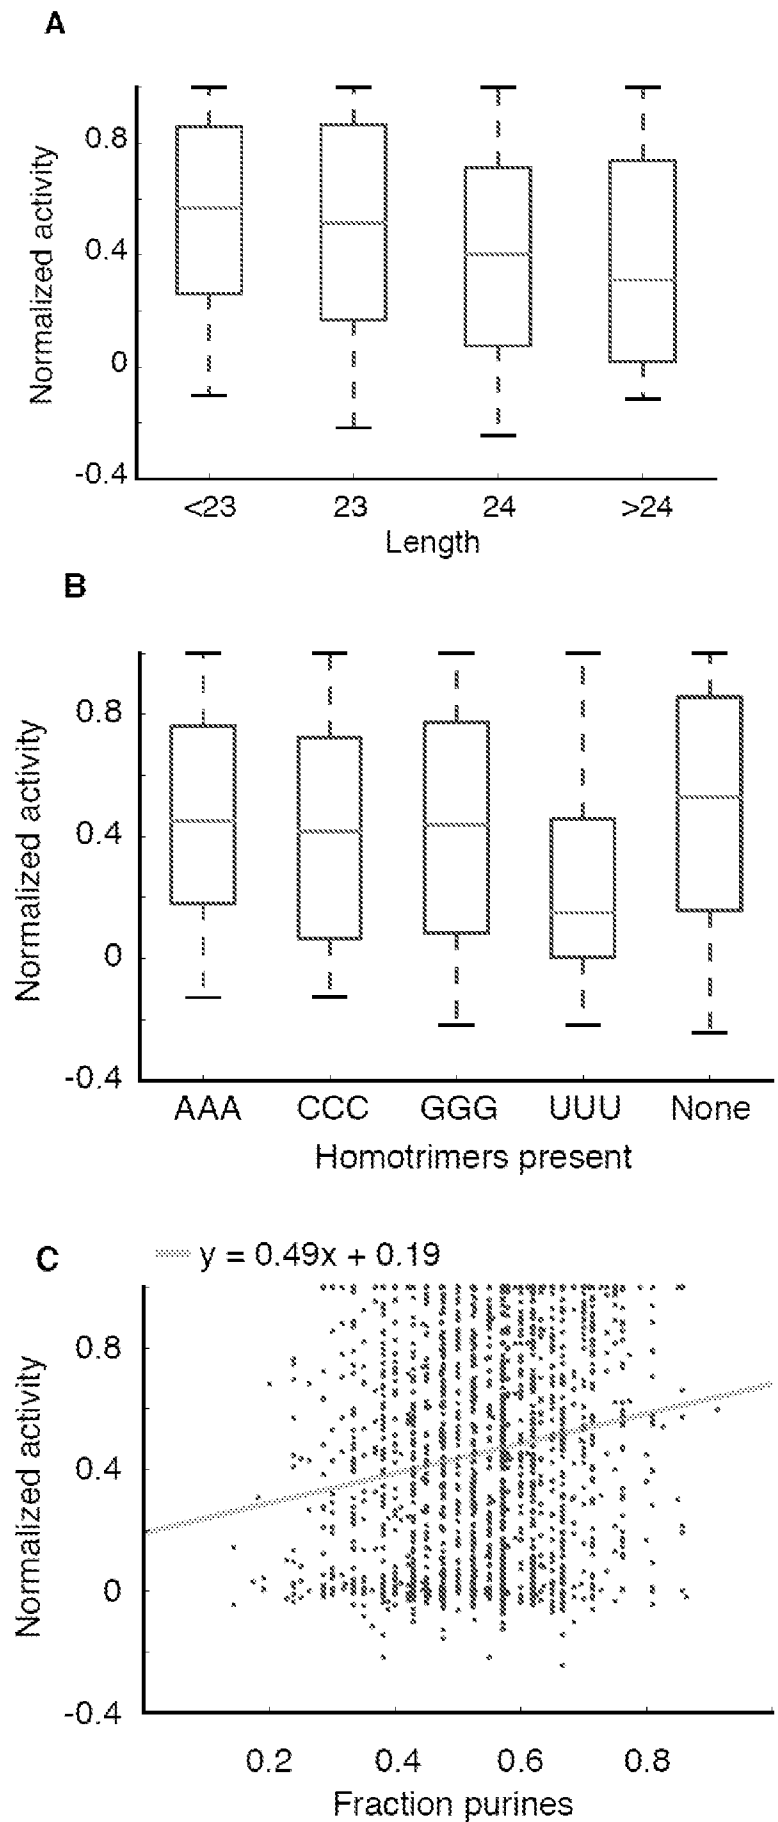 A
Normalized activity
0.8
0.4
0
-0.4
<23 23 24 >24
Length
B
Normalized activity
0.8
0.4
0
-0.4
AAA CCC GGG UUU None
Homotrimers present
C
y = 0.49x + 0.19
Normalized activity
0.8
0.4
0
-0.4
0.2 0.4 0.6 0.8
Fraction purines